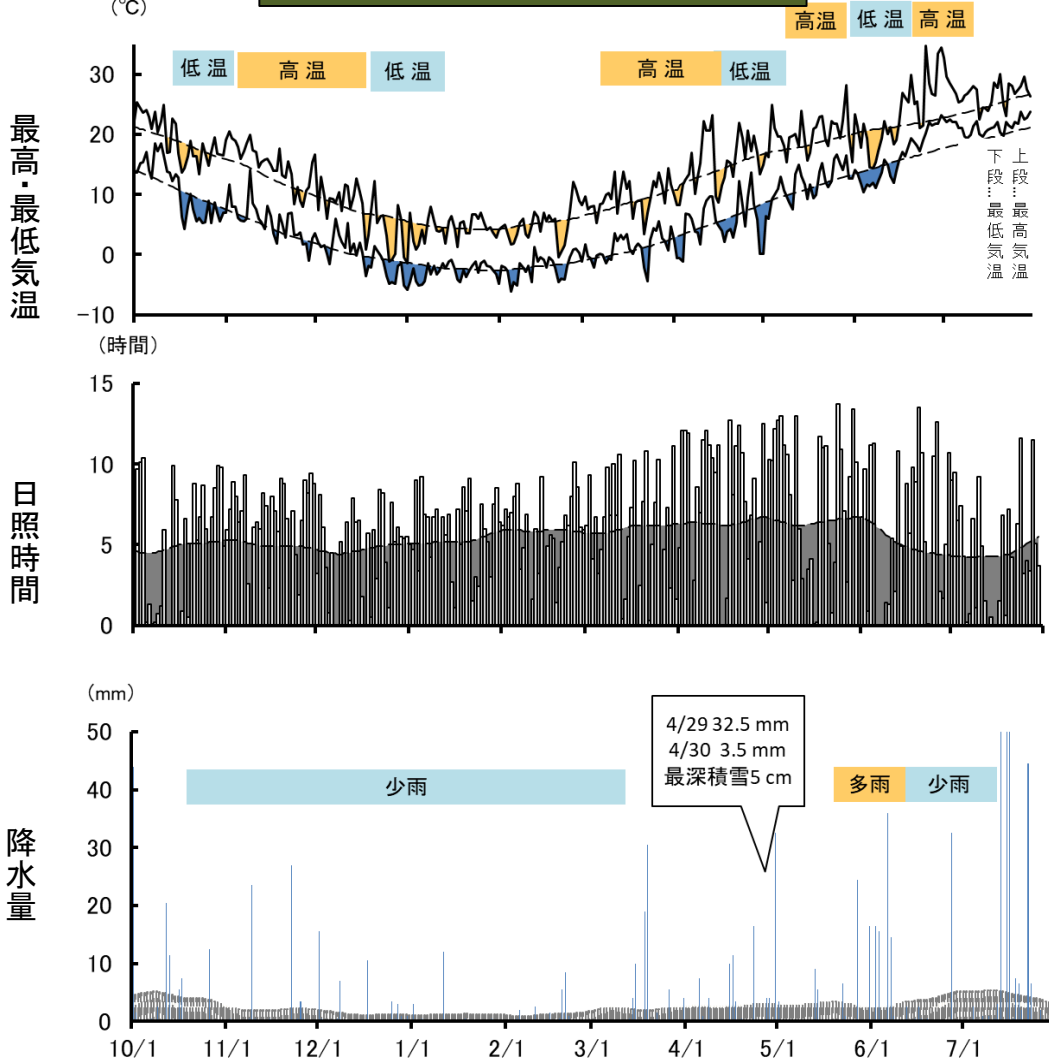 (℃)
高温 低温 高温
低温 高温 低温 高温 低温
30
20
10
0
-10
最高・最低気温
上段:最高気温
下段:最低気温
(時間)
15
10
5
0
日照時間
(mm)
50
40
30
20
10
0
降水量
4/29 32.5 mm
4/30 3.5 mm
最深積雪5 cm
少雨 多雨 少雨
10/1 11/1 12/1 1/1 2/1 3/1 4/1 5/1 6/1 7/1